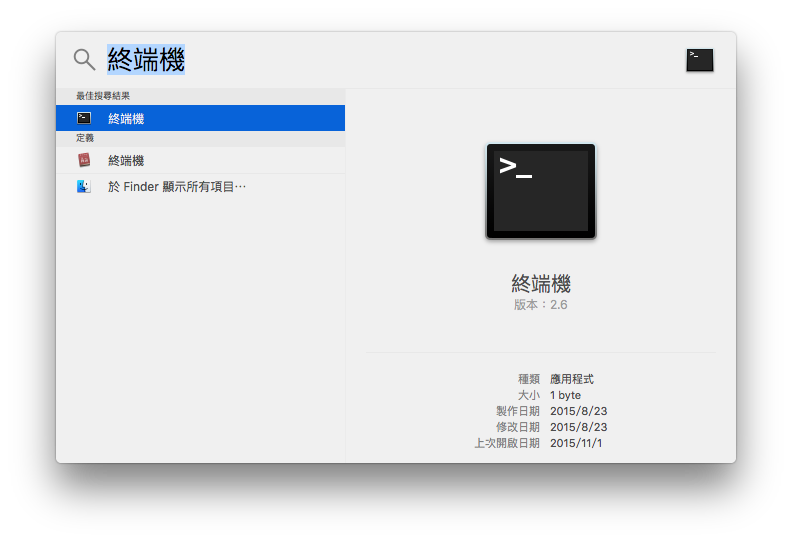 終端機
最佳搜尋結果
終端機
定義
終端機
於 Finder 顯示所有項目⋯
>_
終端機
版本：2.6
種類 應用程式
大小 1 byte
製作日期 2015/8/23
修改日期 2015/8/23
上次開啟日期 2015/11/1